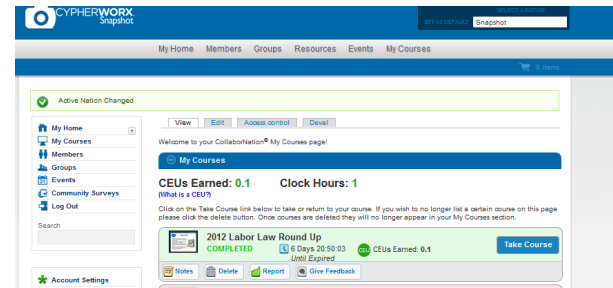 CYPHERWORX
Snapshot
SELECT A NATION
SET AS DEFAULT Snapshot
My Home Members Groups Resources Events My Courses
0 items
Active Nation Changed
View Edit Access control Devel
My Home
My Courses
Members
Groups
Events
Community Surveys
Log Out
Search
Account Settings
Welcome to your CollaborNation® My Courses page!
My Courses
CEUs Earned: 0.1 Clock Hours: 1
(What is a CEU?)
Click on the Take Course link below to take or return to your course. If you wish to no longer list a certain course on this page
please click the delete button. Once courses are deleted they will no longer appear in your My Courses section.
2012 Labor Law Round Up
COMPLETED 6 Days 20:50:03 CEU CEUs Earned: 0.1 Take Course
Until Expired
Notes Delete Report Give Feedback